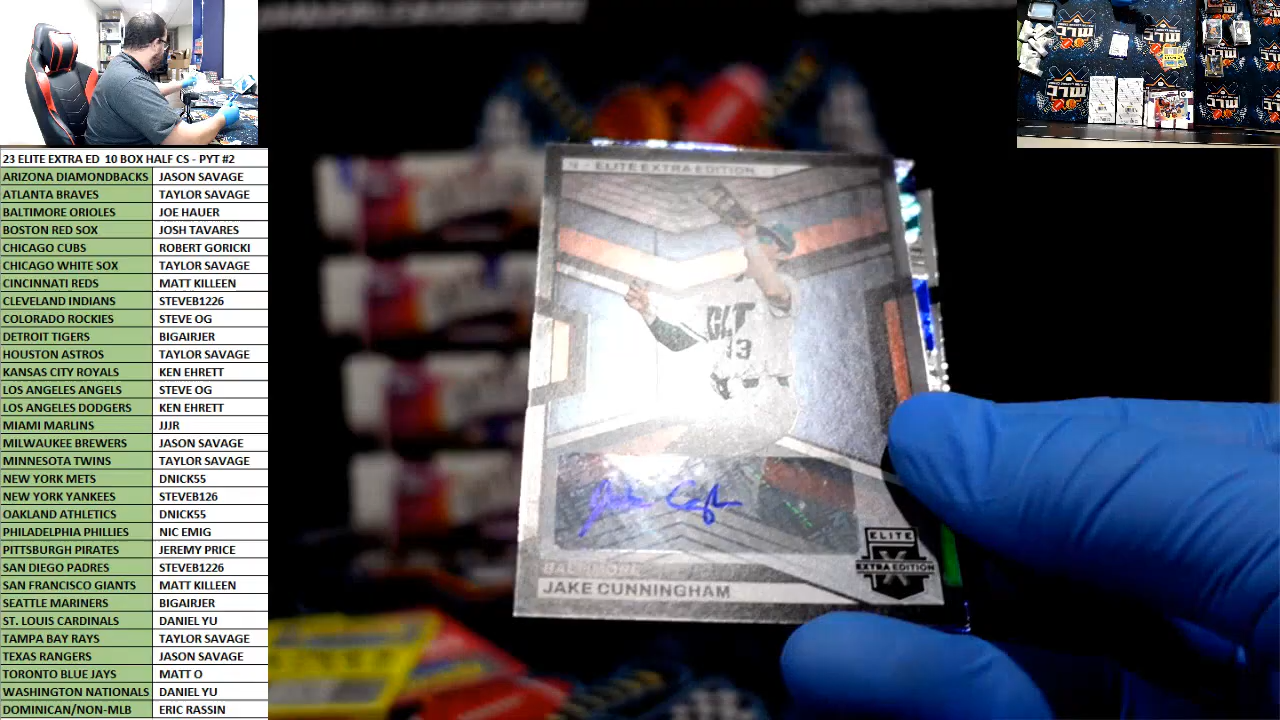 23 ELITE EXTRA ED 10 BOX HALF CS - PYT #2
ARIZONA DIAMONDBACKS JASON SAVAGE
ATLANTA BRAVES TAYLOR SAVAGE
BALTIMORE ORIOLES JOE HAUER
BOSTON RED SOX JOSH TAVARES
CHICAGO CUBS ROBERT GORICKI
CHICAGO WHITE SOX TAYLOR SAVAGE
CINCINNATI REDS MATT KILLEEN
CLEVELAND INDIANS STEVEB1226
COLORADO ROCKIES STEVE OG
DETROIT TIGERS BIGAIRJER
HOUSTON ASTROS TAYLOR SAVAGE
KANSAS CITY ROYALS KEN EHRETT
LOS ANGELES ANGELS STEVE OG
LOS ANGELES DODGERS KEN EHRETT
MIAMI MARLINS JJJR
MILWAUKEE BREWERS JASON SAVAGE
MINNESOTA TWINS TAYLOR SAVAGE
NEW YORK METS DNICK55
NEW YORK YANKEES STEVEB126
OAKLAND ATHLETICS DNICK55
PHILADELPHIA PHILLIES NIC EMIG
PITTSBURGH PIRATES JEREMY PRICE
SAN DIEGO PADRES STEVEB1226
SAN FRANCISCO GIANTS MATT KILLEEN
SEATTLE MARINERS BIGAIRJER
ST. LOUIS CARDINALS DANIEL YU
TAMPA BAY RAYS TAYLOR SAVAGE
TEXAS RANGERS JASON SAVAGE
TORONTO BLUE JAYS MATT O
WASHINGTON NATIONALS DANIEL YU
DOMINICAN/NON-MLB ERIC RASSIN
ELITE EXTRA EDITION
CLT
13
ELITE
EXTRA EDITION
X
BALTIMORE
JAKE CUNNINGHAM